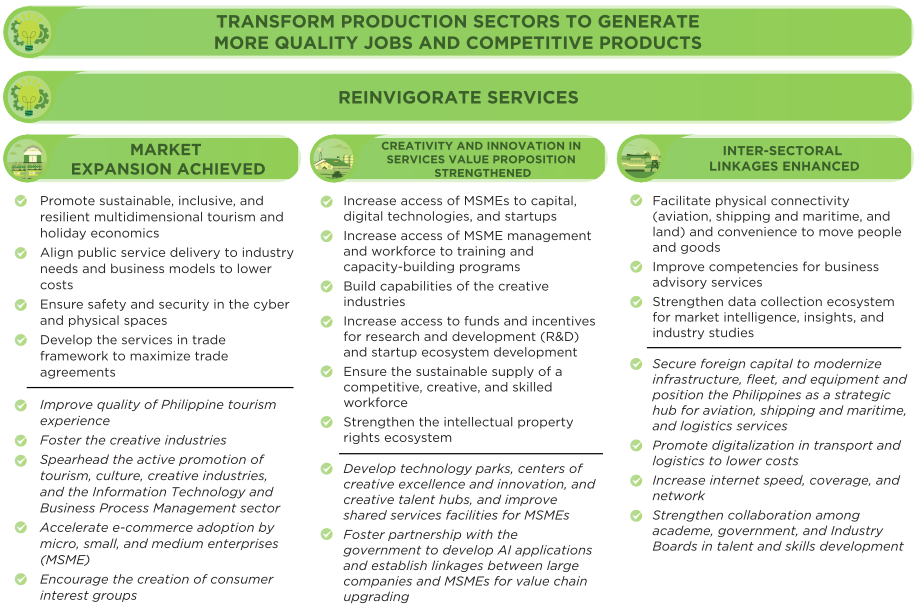 TRANSFORM PRODUCTION SECTORS TO GENERATE
MORE QUALITY JOBS AND COMPETITIVE PRODUCTS
REINVIGORATE SERVICES
MARKET
EXPANSION ACHIEVED
Promote sustainable, inclusive, and
resilient multidimensional tourism and
holiday economics
Align public service delivery to industry
needs and business models to lower
costs
Ensure safety and security in the cyber
and physical spaces
Develop the services in trade
framework to maximize trade
agreements
Improve quality of Philippine tourism
experience
Foster the creative industries
Spearhead the active promotion of
tourism, culture, creative industries,
and the Information Technology and
Business Process Management sector
Accelerate e-commerce adoption by
micro, small, and medium enterprises
(MSME)
Encourage the creation of consumer
interest groups
CREATIVITY AND INNOVATION IN
SERVICES VALUE PROPOSITION
STRENGTHENED
Increase access of MSMEs to capital,
digital technologies, and startups
Increase access of MSME management
and workforce to training and
capacity-building programs
Build capabilities of the creative
industries
Increase access to funds and incentives
for research and development (R&D)
and startup ecosystem development
Ensure the sustainable supply of a
competitive, creative, and skilled
workforce
Strengthen the intellectual property
rights ecosystem
Develop technology parks, centers of
creative excellence and innovation, and
creative talent hubs, and improve
shared services facilities for MSMEs
Foster partnership with the
government to develop AI applications
and establish linkages between large
companies and MSMEs for value chain
upgrading
INTER-SECTORAL
LINKAGES ENHANCED
Facilitate physical connectivity
(aviation, shipping and maritime, and
land) and convenience to move people
and goods
Improve competencies for business
advisory services
Strengthen data collection ecosystem
for market intelligence, insights, and
industry studies
Secure foreign capital to modernize
infrastructure, fleet, and equipment and
position the Philippines as a strategic
hub for aviation, shipping and maritime,
and logistics services
Promote digitalization in transport and
logistics to lower costs
Increase internet speed, coverage, and
network
Strengthen collaboration among
academe, government, and Industry
Boards in talent and skills development